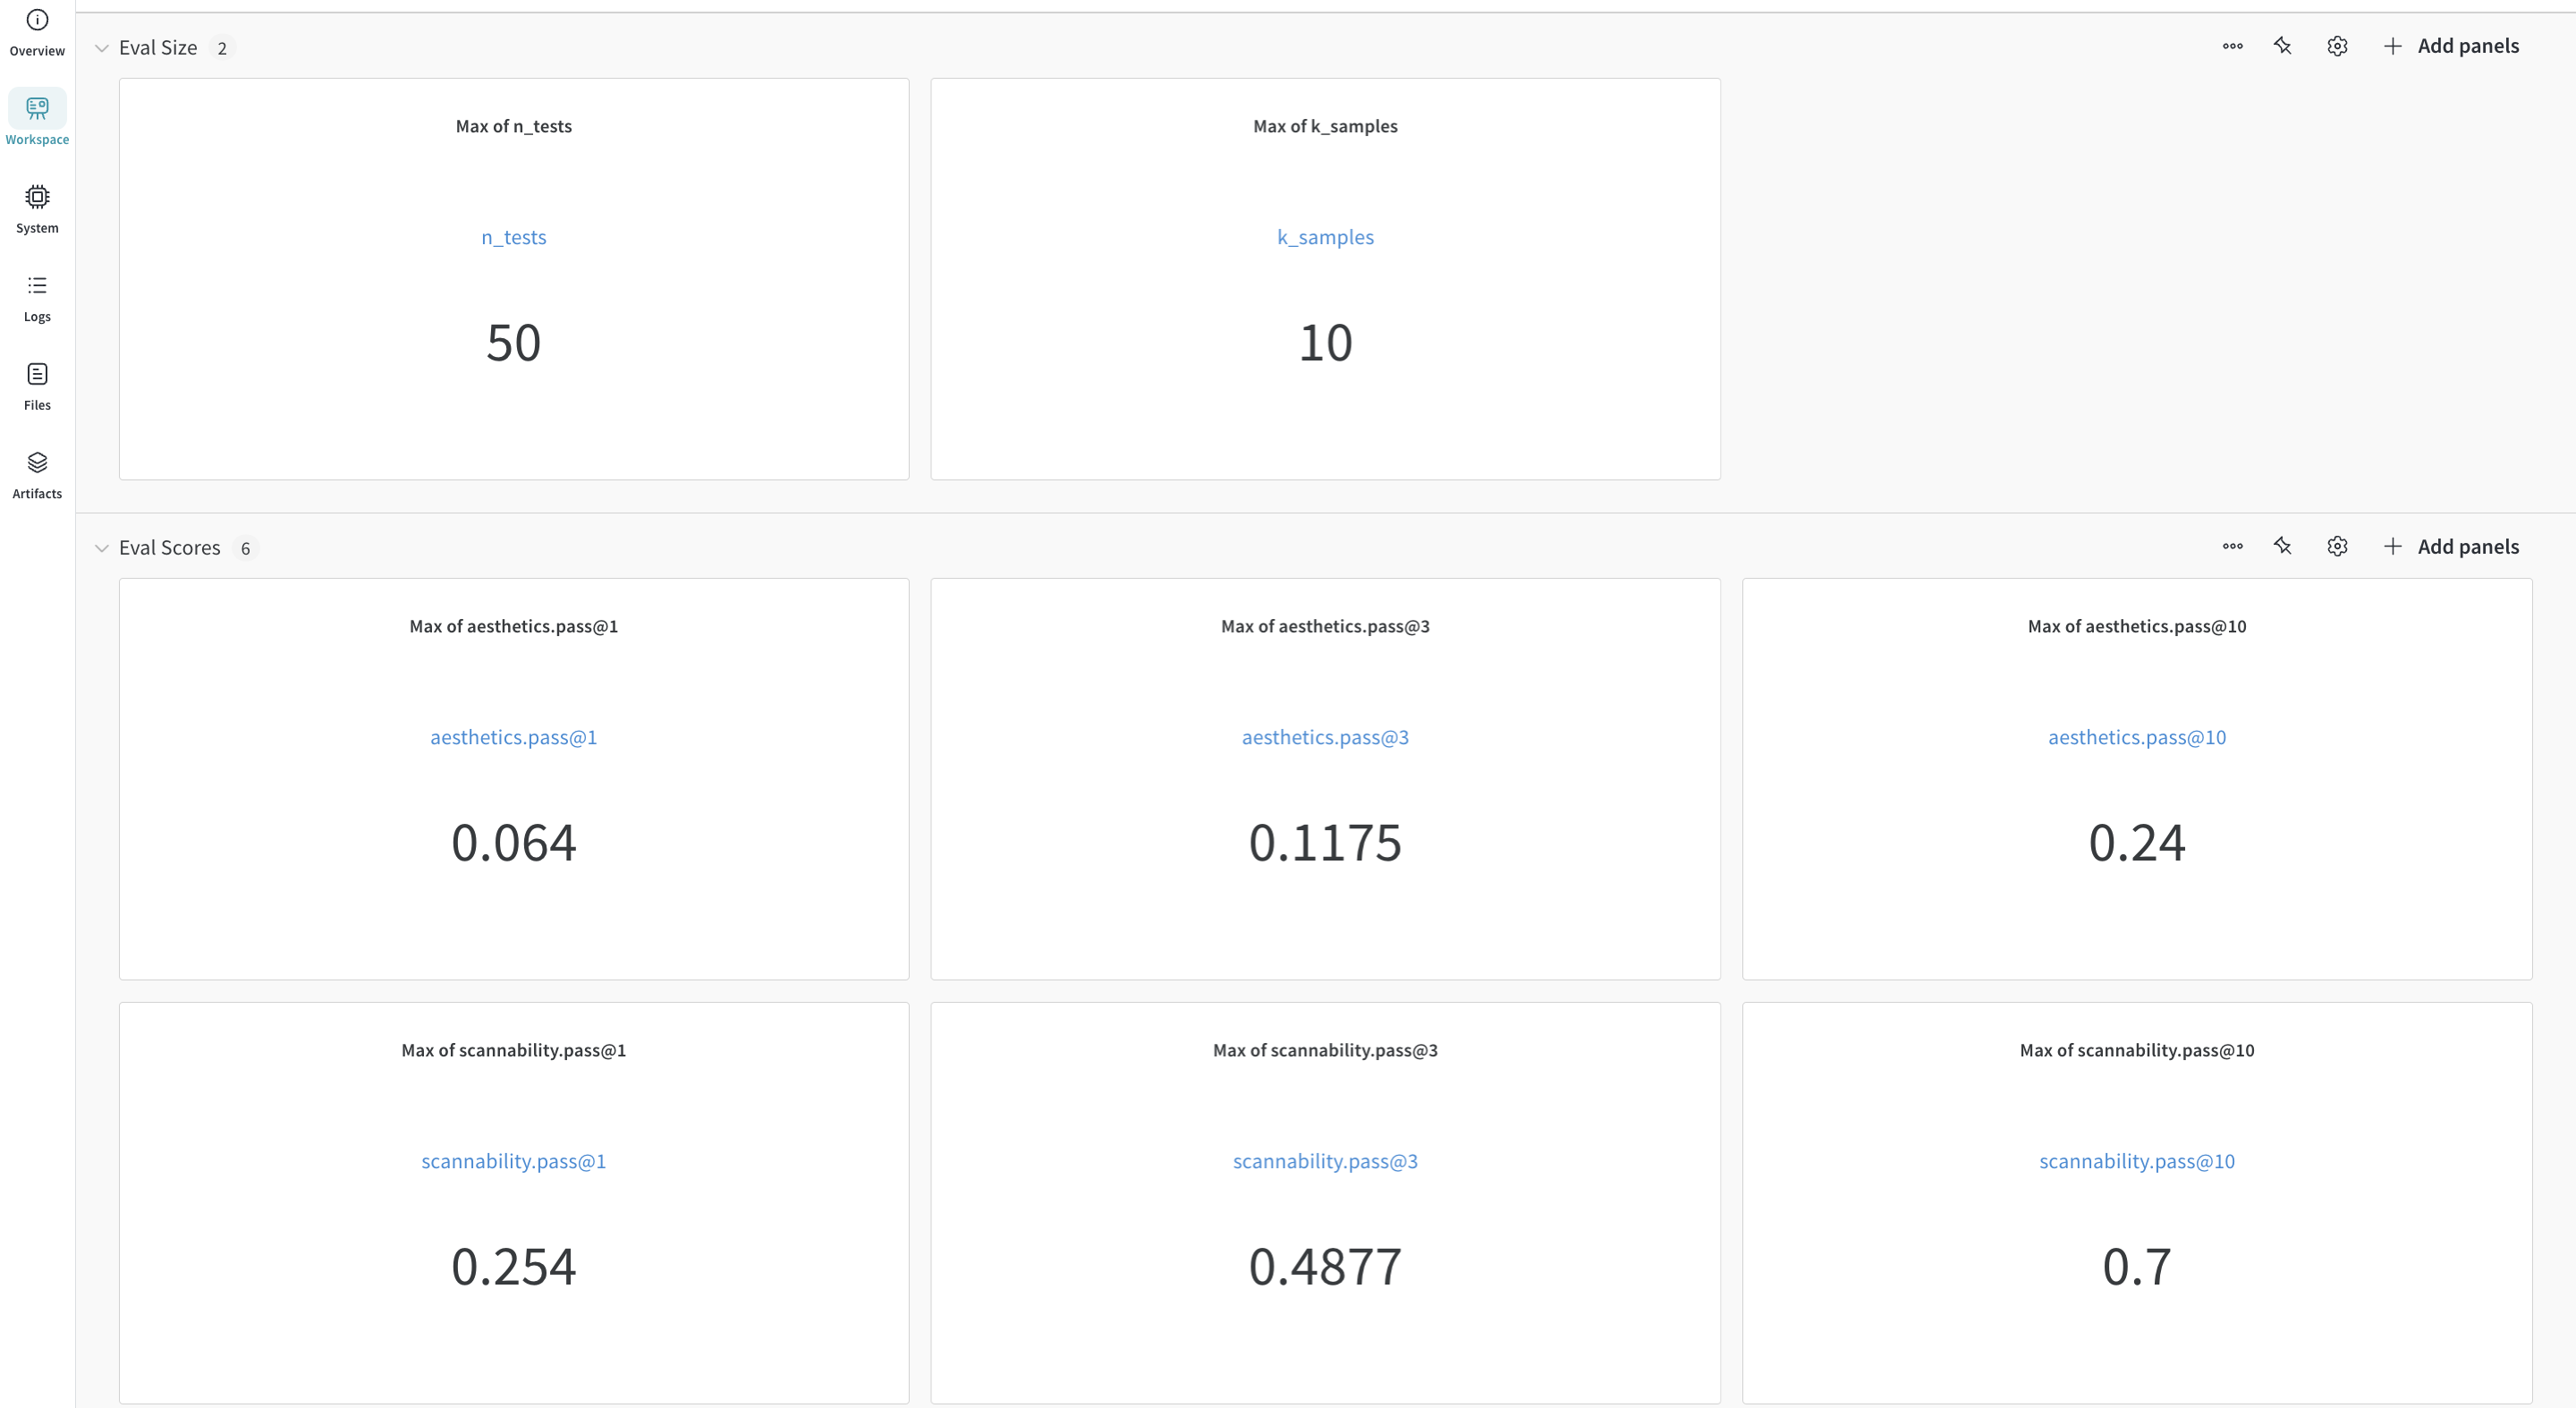 Overview
Workspace
System
Logs
Files
Artifacts
Eval Size 2
Add panels
Max of n_tests
n_tests
50
Max of k_samples
k_samples
10
Eval Scores 6
Add panels
Max of aesthetics.pass@1
aesthetics.pass@1
0.064
Max of aesthetics.pass@3
aesthetics.pass@3
0.1175
Max of aesthetics.pass@10
aesthetics.pass@10
0.24
Max of scannability.pass@1
scannability.pass@1
0.254
Max of scannability.pass@3
scannability.pass@3
0.4877
Max of scannability.pass@10
scannability.pass@10
0.7